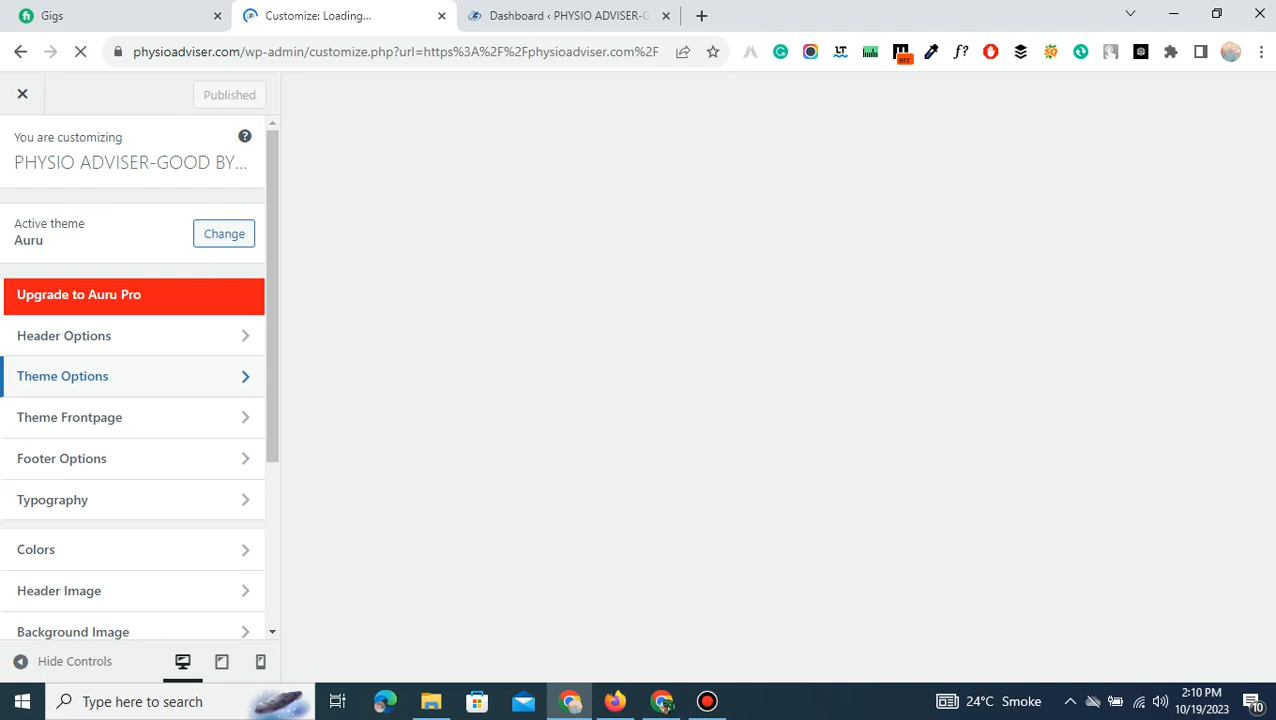 Gigs
Customize: Loading...
Dashboard ‹ PHYSIO ADVISER-G
physioadviser.com/wp-admin/customize.php?url=https%3A%2F%2Fphysioadviser.com%2F
LT
err
f?
Published
You are customizing
PHYSIO ADVISER-GOOD BY...
Active theme
Auru
Change
Upgrade to Auru Pro
Header Options
Theme Options
Theme Frontpage
Footer Options
Typography
Colors
Header Image
Background Image
Hide Controls
Type here to search
24°C Smoke
2:10 PM
10/19/2023
10